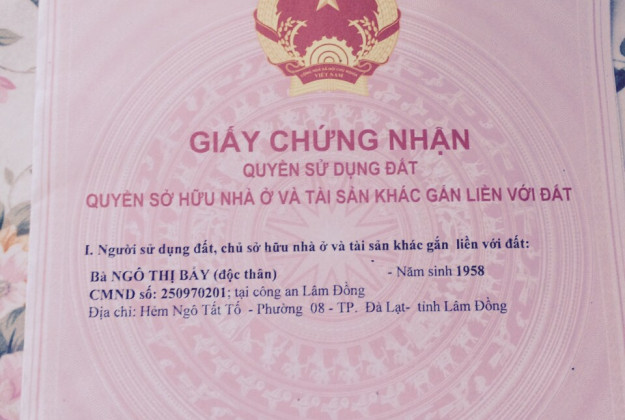 VIỆT NAM
GIẤY CHỨNG NHẬN
QUYỀN SỬ DỤNG ĐẤT
QUYỀN SỞ HỮU NHÀ Ở VÀ TÀI SẢN KHÁC GẮN LIỀN VỚI ĐẤT
I. Người sử dụng đất, chủ sở hữu nhà ở và tài sản khác gắn liền với đất:
Bà NGÔ THỊ BẢY (độc thân) - Năm sinh 1958
CMND số: 250970201; tại công an Lâm Đồng
Địa chỉ: Hẻm Ngô Tất Tố - Phường 08 - TP. Đà Lạt- tỉnh Lâm Đồng